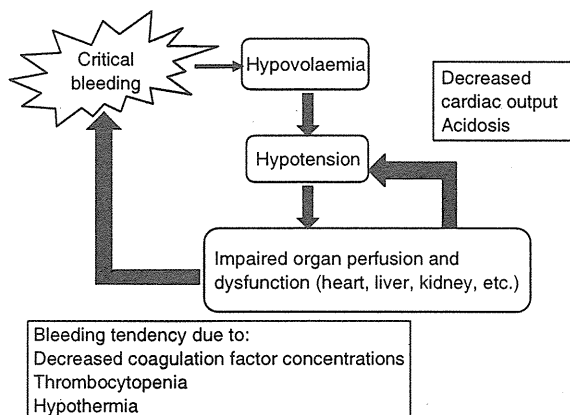 Critical
bleeding
Hypovolaemia
Decreased
cardiac output
Acidosis
Hypotension
Impaired organ perfusion and
dysfunction (heart, liver, kidney, etc.)
Bleeding tendency due to:
Decreased coagulation factor concentrations
Thrombocytopenia
Hypothermia